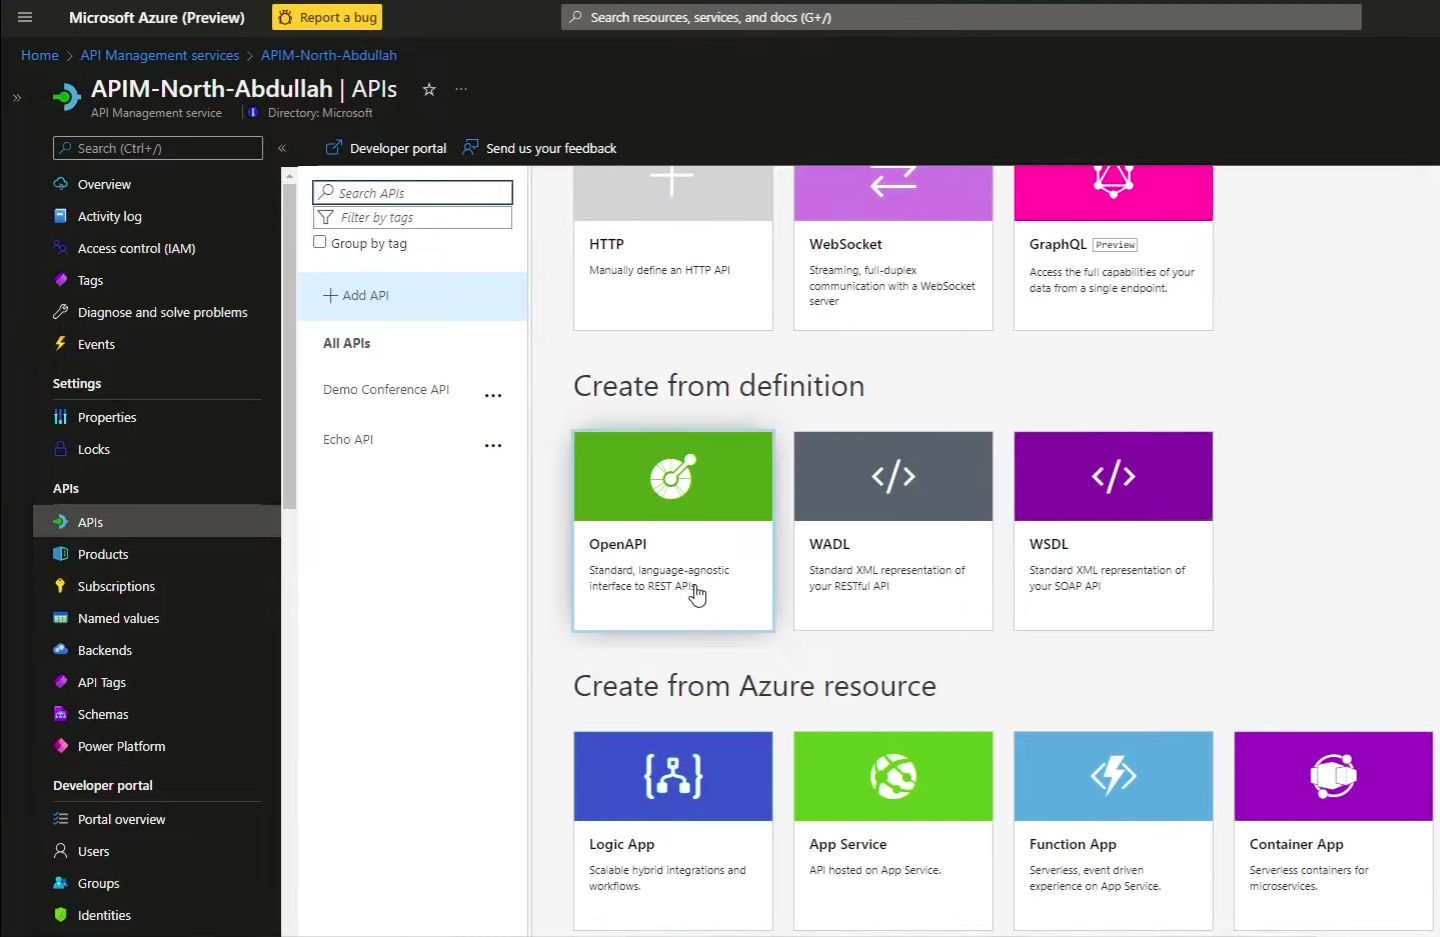 Microsoft Azure (Preview)
Report a bug
Search resources, services, and docs (G+/)
Home > API Management services > APIM-North-Abdullah
APIM-North-Abdullah | APIs
API Management service
Directory: Microsoft
Search (Ctrl+/)
Overview
Activity log
Access control (IAM)
Tags
Diagnose and solve problems
Events
Settings
Properties
Locks
APIs
APIs
Products
Subscriptions
Named values
Backends
API Tags
Schemas
Power Platform
Developer portal
Portal overview
Users
Groups
Identities
Developer portal
Send us your feedback
Search APIs
Filter by tags
Group by tag
Add API
All APIs
Demo Conference API
Echo API
HTTP
Manually define an HTTP API
WebSocket
Streaming, full-duplex
communication with a WebSocket
server
GraphQL Preview
Access the full capabilities of your
data from a single endpoint.
Create from definition
OpenAPI
Standard, language-agnostic
interface to REST APIs
WADL
Standard XML representation of
your RESTful API
WSDL
Standard XML representation of
your SOAP API
Create from Azure resource
Logic App
Scalable hybrid integrations and
workflows.
App Service
API hosted on App Service.
Function App
Serverless, event driven
experience on App Service.
Container App
Serverless containers for
microservices.